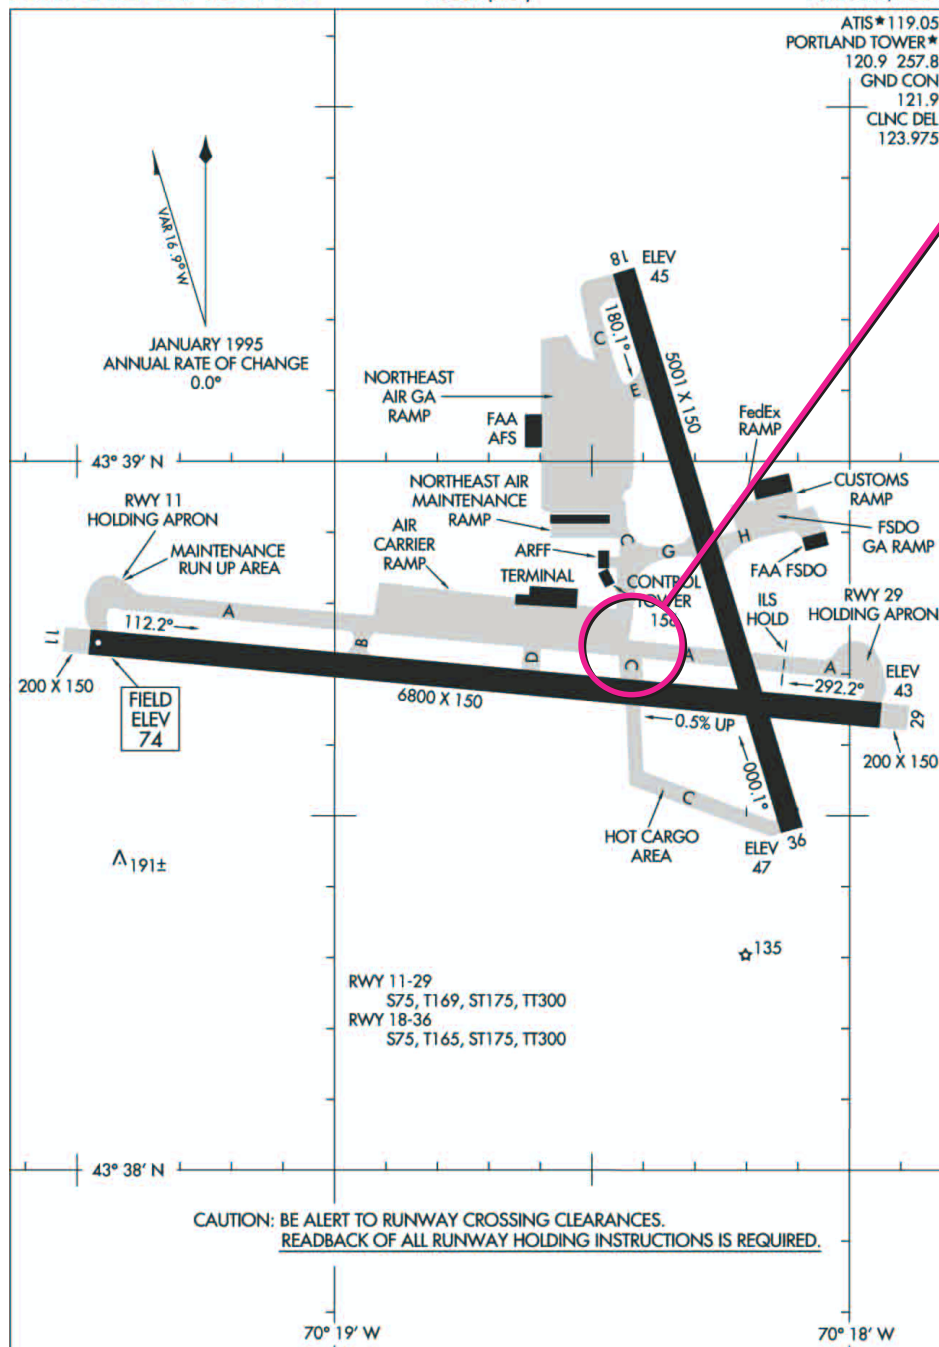 ATIS★119.05
PORTLAND TOWER★
120.9 257.8
GND CON
121.9
CLNC DEL
123.975
VAR 16.9° W
JANUARY 1995
ANNUAL RATE OF CHANGE
0.0°
18
ELEV
45
C
180.1°
E
5001 X 150
NORTHEAST
AIR GA
RAMP
FAA
AFS
FedEx
RAMP
43° 39' N
CUSTOMS
RAMP
NORTHEAST AIR
MAINTENANCE
RAMP
RWY 11
HOLDING APRON
AIR
CARRIER
RAMP
FSDO
GA RAMP
C
G
H
MAINTENANCE
RUN UP AREA
ARFF
TERMINAL
FAA FSDO
CONTROL
TOWER
156
ILS
HOLD
RWY 29
HOLDING APRON
A
112.2°
B
D
C
A
A
11
200 X 150
FIELD
ELEV
74
6800 X 150
292.2°
ELEV
43
29
0.5% UP
200 X 150
000.1°
C
HOT CARGO
AREA
36
ELEV
47
191±
135
RWY 11-29
S75, T169, ST175, TT300
RWY 18-36
S75, T165, ST175, TT300
43° 38' N
CAUTION: BE ALERT TO RUNWAY CROSSING CLEARANCES.
READBACK OF ALL RUNWAY HOLDING INSTRUCTIONS IS REQUIRED.
70° 19' W
70° 18' W